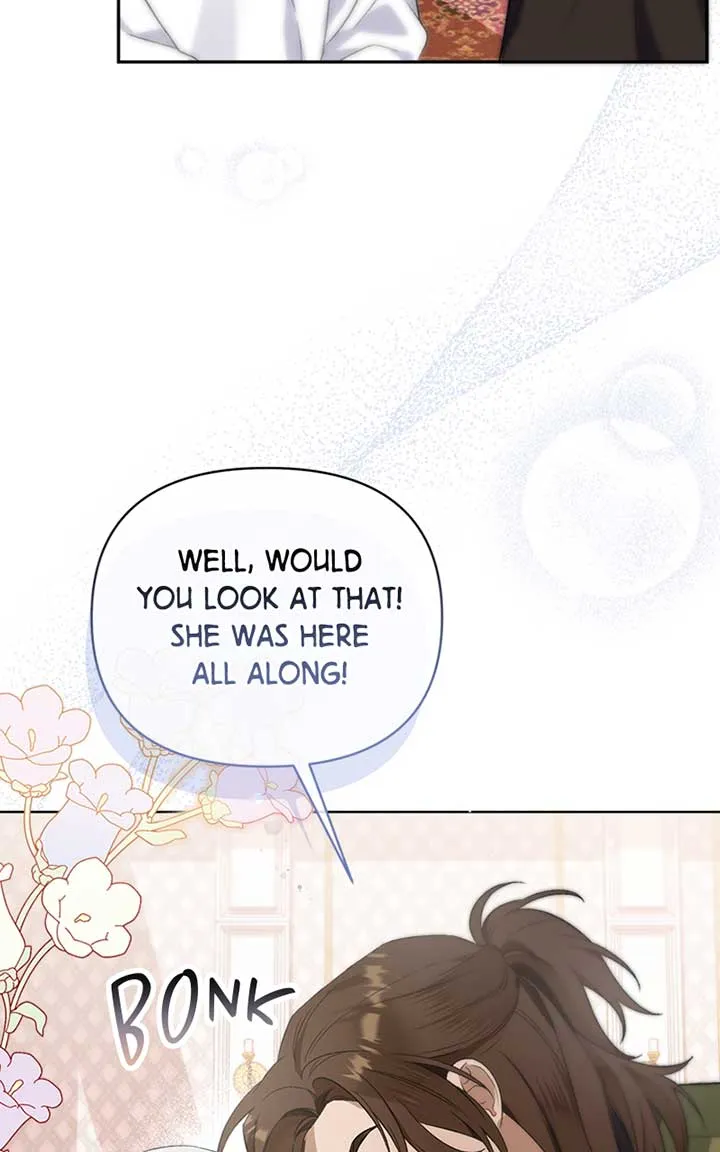 WELL, WOULD
YOU LOOK AT THAT!
SHE WAS HERE
ALL ALONG!
BONK